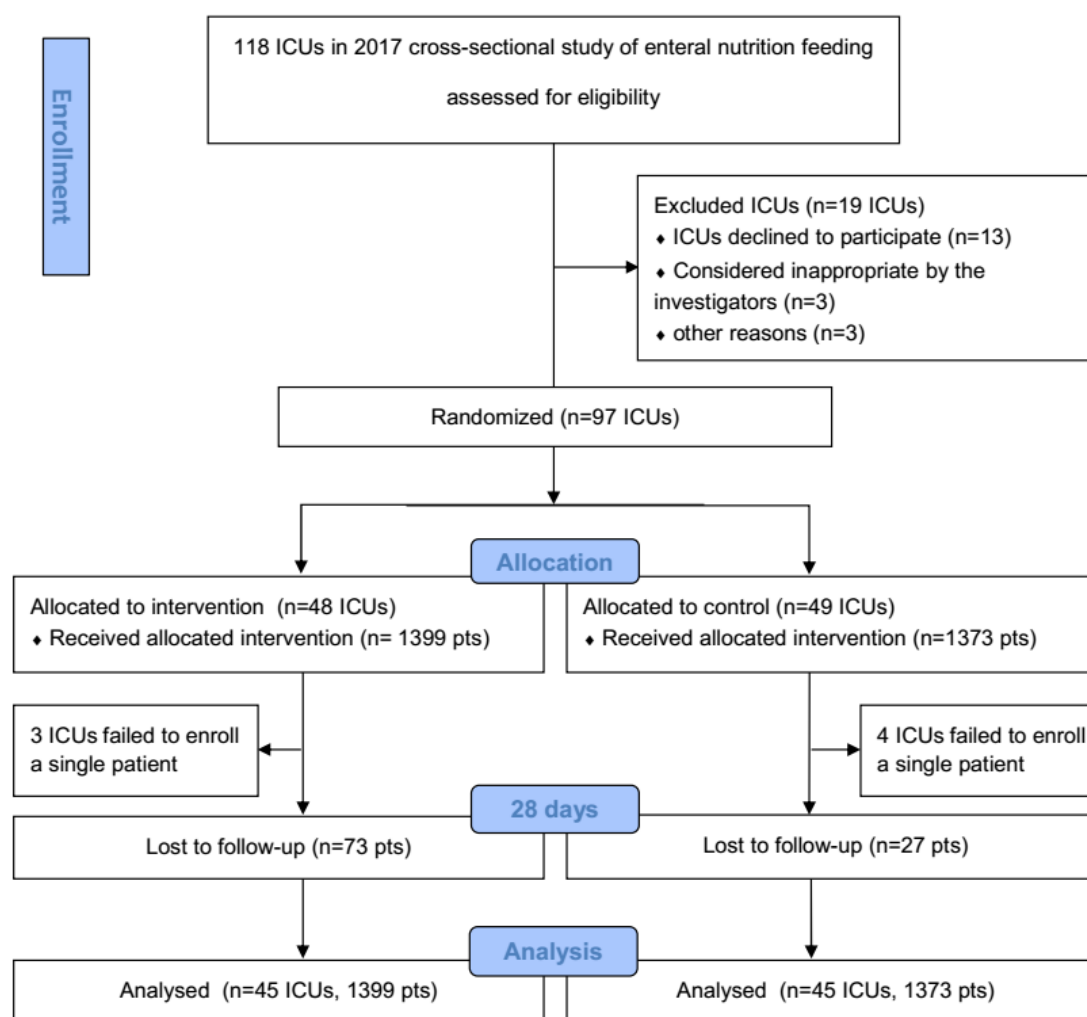 118 ICUs in 2017 cross-sectional study of enteral nutrition feeding
assessed for eligibility
Enrollment
Excluded ICUs (n=19 ICUs)
♦ ICUs declined to participate (n=13)
♦ Considered inappropriate by the
investigators (n=3)
♦ other reasons (n=3)
Randomized (n=97 ICUs)
Allocation
Allocated to intervention (n=48 ICUs)
♦ Received allocated intervention (n= 1399 pts)
Allocated to control (n=49 ICUs)
♦ Received allocated intervention (n=1373 pts)
3 ICUs failed to enroll
a single patient
4 ICUs failed to enroll
a single patient
28 days
Lost to follow-up (n=73 pts)
Lost to follow-up (n=27 pts)
Analysis
Analysed (n=45 ICUs, 1399 pts)
Analysed (n=45 ICUs, 1373 pts)